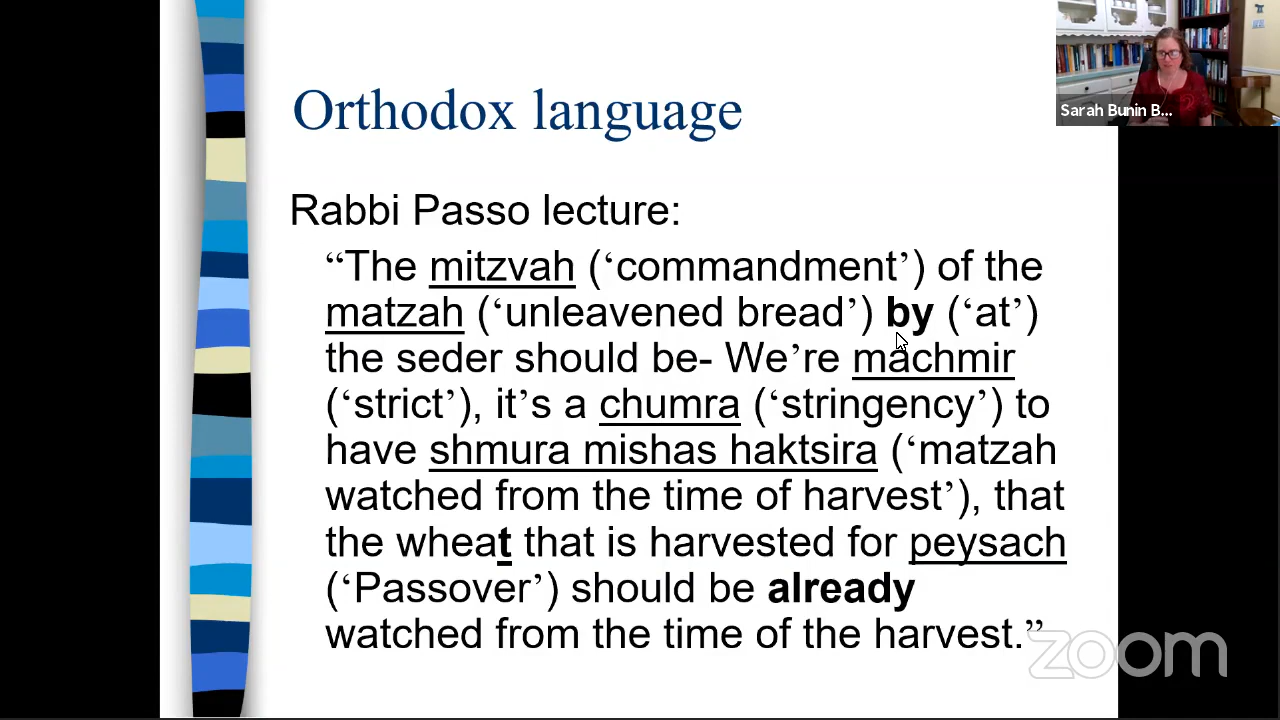 Orthodox language
Rabbi Passo lecture:
“The mitzvah (‘commandment’) of the
matzah (‘unleavened bread’) by (‘at’)
the seder should be- We’re machmir
(‘strict’), it’s a chumra (‘stringency’) to
have shmura mishas haktsira (‘matzah
watched from the time of harvest’), that
the wheat that is harvested for peysach
(‘Passover’) should be already
watched from the time of the harvest.”
Sarah Bunin B...
zoom